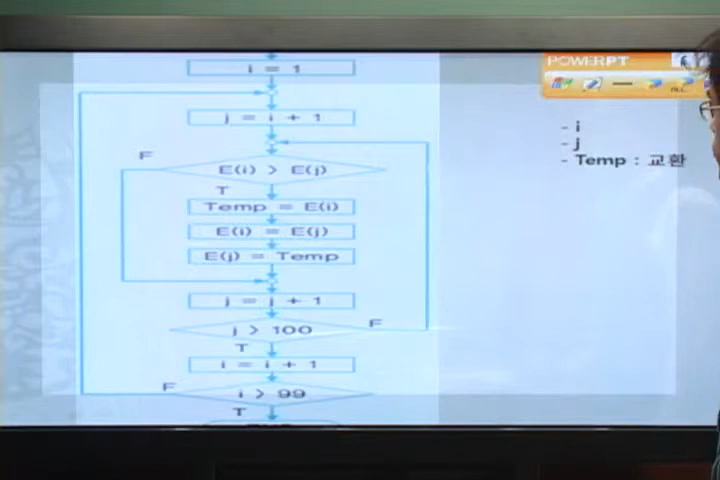 i = 1
j = i + 1
F
E(i) > E(j)
T
Temp = E(i)
E(i) = E(j)
E(j) = Temp
j = j + 1
j > 100
F
T
i = i + 1
F
i > 99
T
POWERPT
- i
- j
- Temp : 교환